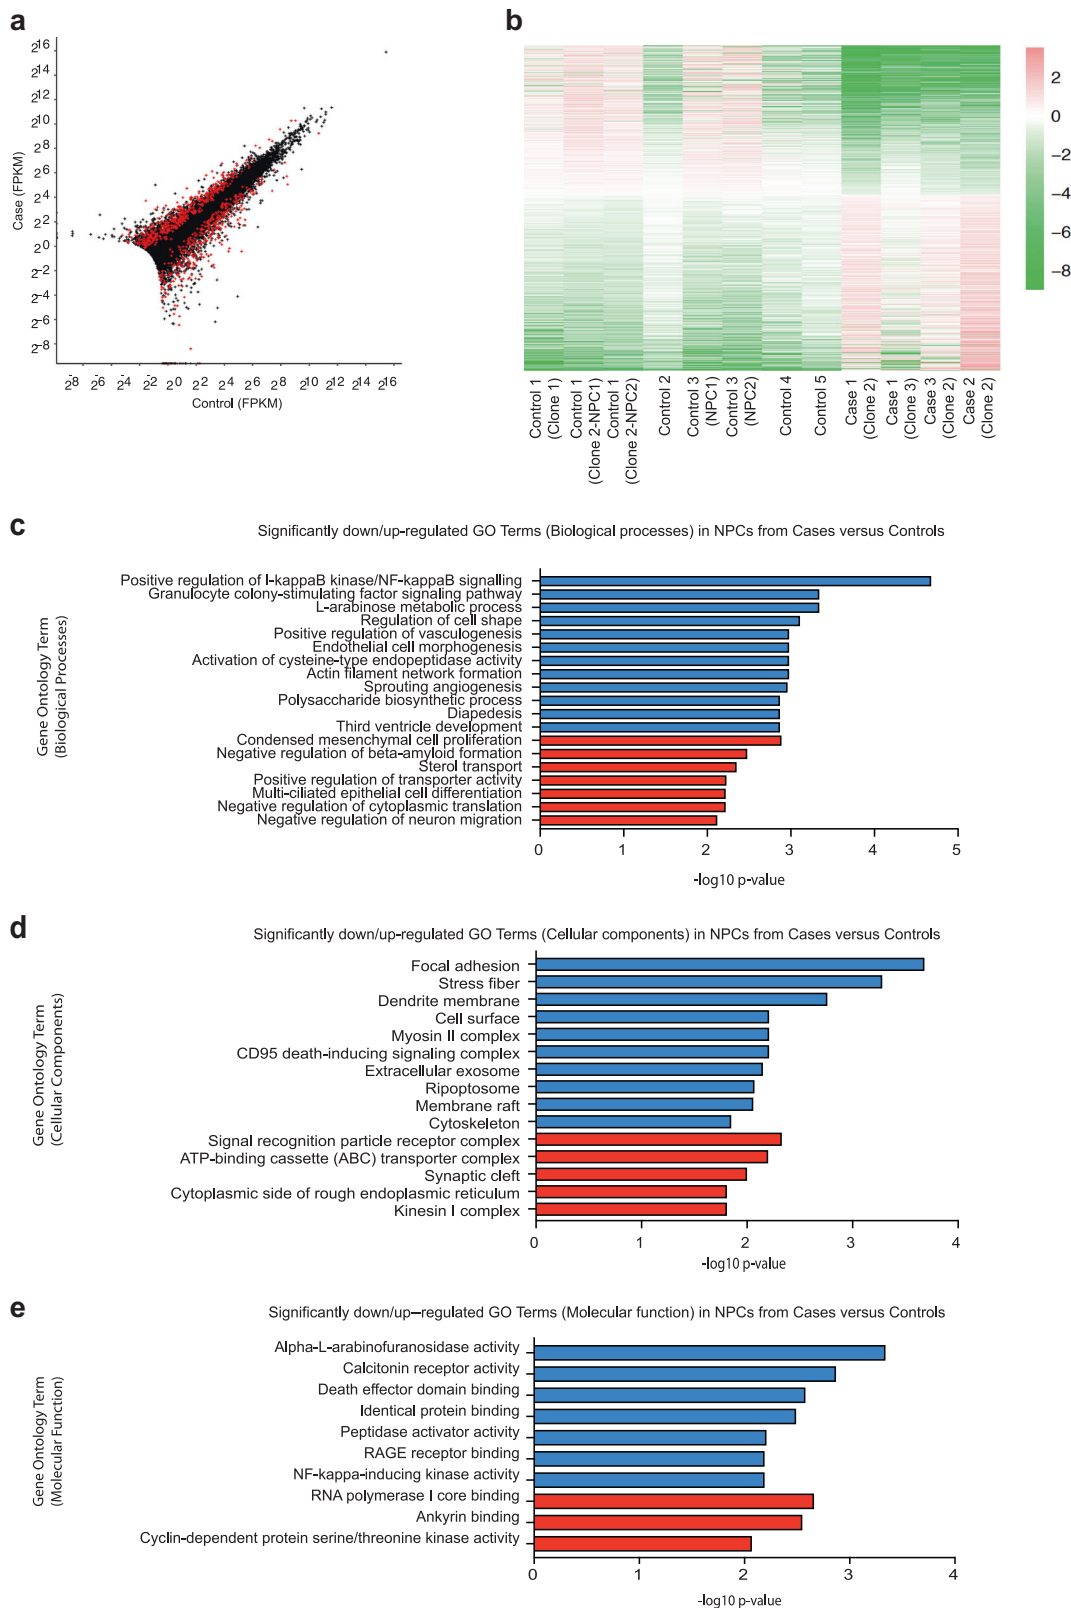 a
2^16
2^14
2^12
2^10
2^8
2^6
2^4
2^2
2^0
2^-2
2^-4
2^-6
2^-8
Case (FPKM)
2^-8 2^-6 2^-4 2^-2 2^0 2^2 2^4 2^6 2^8 2^10 2^12 2^16
Control (FPKM)
b
2
0
-2
-4
-6
-8
Control 1
(Clone 1)
Control 1
(Clone 2-NPC1)
Control 1
(Clone 2-NPC2)
Control 2
Control 3
(NPC1)
Control 3
(NPC2)
Control 4
Control 5
Case 1
(Clone 2)
Case 1
(Clone 3)
Case 3
(Clone 2)
Case 2
(Clone 2)
c
Significantly down/up-regulated GO Terms (Biological processes) in NPCs from Cases versus Controls
Gene Ontology Term
(Biological Processes)
Positive regulation of I-kappaB kinase/NF-kappaB signalling
Granulocyte colony-stimulating factor signaling pathway
L-arabinose metabolic process
Regulation of cell shape
Positive regulation of vasculogenesis
Endothelial cell morphogenesis
Activation of cysteine-type endopeptidase activity
Actin filament network formation
Sprouting angiogenesis
Polysaccharide biosynthetic process
Diapedesis
Third ventricle development
Condensed mesenchymal cell proliferation
Negative regulation of beta-amyloid formation
Sterol transport
Positive regulation of transporter activity
Multi-ciliated epithelial cell differentiation
Negative regulation of cytoplasmic translation
Negative regulation of neuron migration
0 1 2 3 4 5
-log10 p-value
d
Significantly down/up-regulated GO Terms (Cellular components) in NPCs from Cases versus Controls
Gene Ontology Term
(Cellular Components)
Focal adhesion
Stress fiber
Dendrite membrane
Cell surface
Myosin II complex
CD95 death-inducing signaling complex
Extracellular exosome
Ripoptosome
Membrane raft
Cytoskeleton
Signal recognition particle receptor complex
ATP-binding cassette (ABC) transporter complex
Synaptic cleft
Cytoplasmic side of rough endoplasmic reticulum
Kinesin I complex
0 1 2 3 4
-log10 p-value
e
Significantly down/up–regulated GO Terms (Molecular function) in NPCs from Cases versus Controls
Gene Ontology Term
(Molecular Function)
Alpha-L-arabinofuranosidase activity
Calcitonin receptor activity
Death effector domain binding
Identical protein binding
Peptidase activator activity
RAGE receptor binding
NF-kappa-inducing kinase activity
RNA polymerase I core binding
Ankyrin binding
Cyclin-dependent protein serine/threonine kinase activity
0 1 2 3 4
-log10 p-value